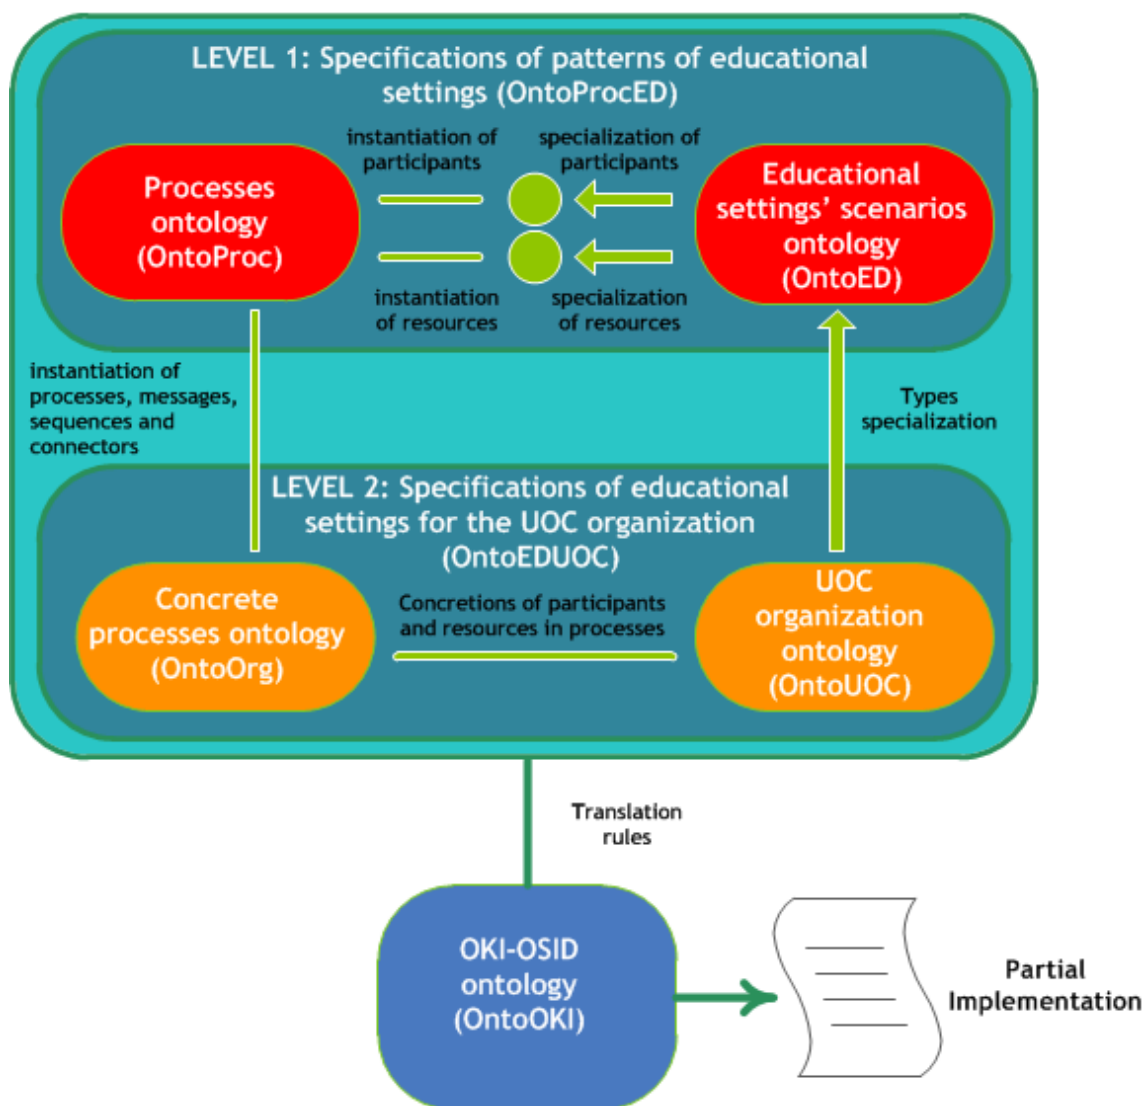 LEVEL 1: Specifications of patterns of educational
settings (OntoProcED)
instantiation of
participants
specialization of
participants
Processes
ontology
(OntoProc)
Educational
settings' scenarios
ontology
(OntoED)
instantiation
of resources
specialization
of resources
instantiation of
processes, messages,
sequences and
connectors
Types
specialization
LEVEL 2: Specifications of educational
settings for the UOC organization
(OntoEDUOC)
Concrete
processes ontology
(OntoOrg)
Concretions of participants
and resources in processes
UOC
organization
ontology
(OntoUOC)
Translation
rules
OKI-OSID
ontology
(OntoOKI)
Partial
Implementation